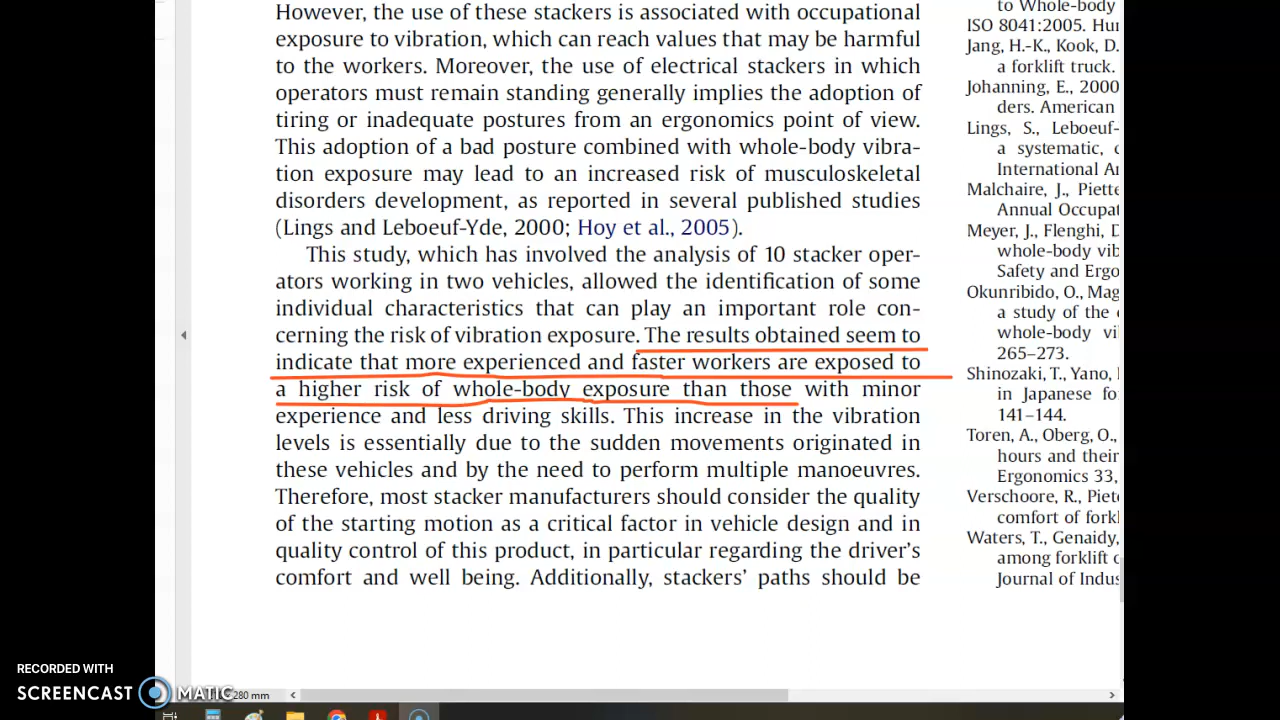 However, the use of these stackers is associated with occupational
exposure to vibration, which can reach values that may be harmful
to the workers. Moreover, the use of electrical stackers in which
operators must remain standing generally implies the adoption of
tiring or inadequate postures from an ergonomics point of view.
This adoption of a bad posture combined with whole-body vibra-
tion exposure may lead to an increased risk of musculoskeletal
disorders development, as reported in several published studies
(Lings and Leboeuf-Yde, 2000; Hoy et al., 2005).
This study, which has involved the analysis of 10 stacker oper-
ators working in two vehicles, allowed the identification of some
individual characteristics that can play an important role con-
cerning the risk of vibration exposure. The results obtained seem to
indicate that more experienced and faster workers are exposed to
a higher risk of whole-body exposure than those with minor
experience and less driving skills. This increase in the vibration
levels is essentially due to the sudden movements originated in
these vehicles and by the need to perform multiple manoeuvres.
Therefore, most stacker manufacturers should consider the quality
of the starting motion as a critical factor in vehicle design and in
quality control of this product, in particular regarding the driver's
comfort and well being. Additionally, stackers' paths should be
to Whole-body
ISO 8041:2005. Hu
Jang, H.-K., Kook, D.
a forklift truck.
Johanning, E., 2000
ders. American
Lings, S., Leboeuf-
a systematic,
International
Malchaire, J., Piette
Annual Occupat
Meyer, J., Flenghi, D
whole-body vib
Safety and Ergo
Okunribido, O., Mag
a study of the
whole-body vi
265–273.
Shinozaki, T., Yano,
in Japanese fo
141–144.
Toren, A., Oberg, O.,
hours and their
Ergonomics 33,
Verschoore, R., Piet
comfort of fork
Waters, T., Genaidy,
among forklift
Journal of Indus
RECORDED WITH
SCREENCAST MATIC
280 mm